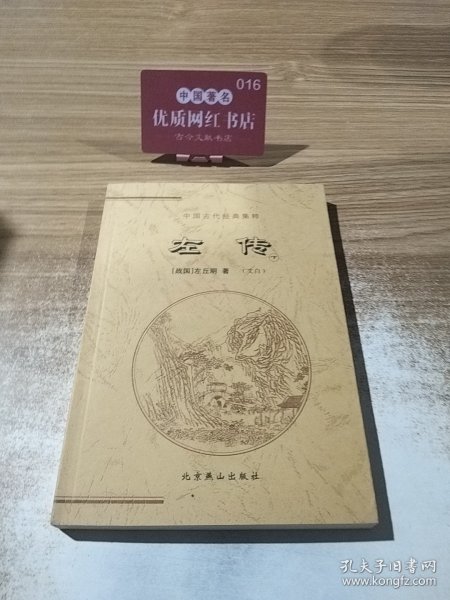 016
中国著名
优质网红书店
古今文献书店
中国古代经典集粹
左传
下
[战国]左丘明 著 (文白)
北京燕山出版社
孔夫子旧书网
www.kongfz.com